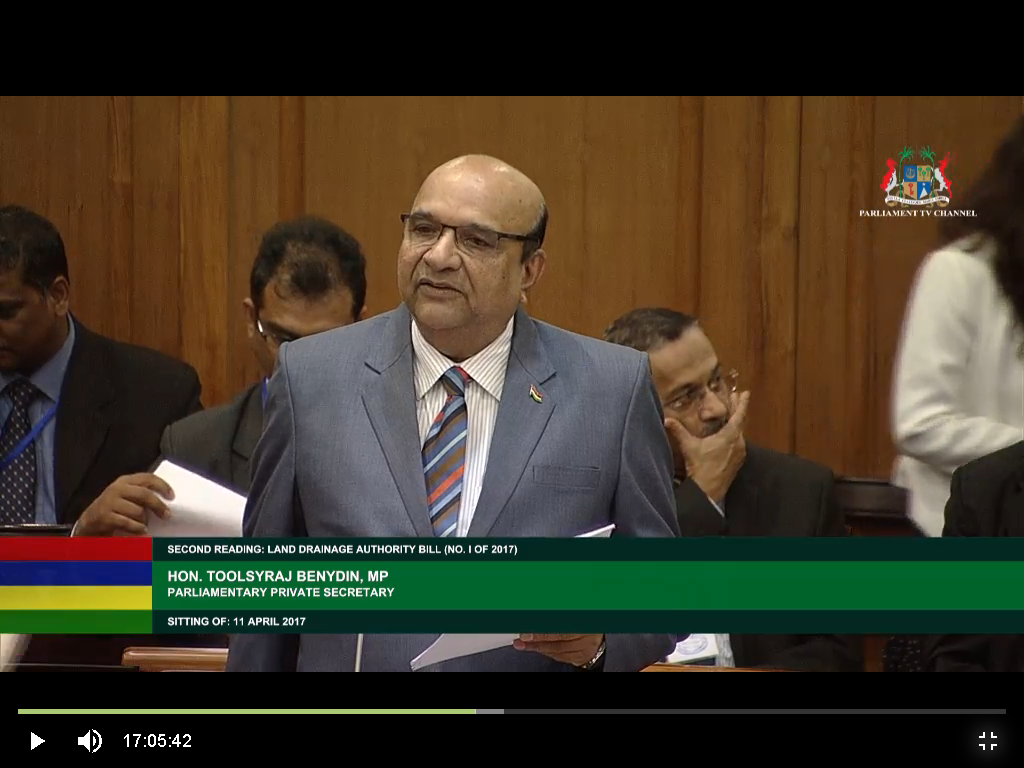 PARLIAMENT TV CHANNEL
SECOND READING: LAND DRAINAGE AUTHORITY BILL (NO. I OF 2017)
HON. TOOLSYRAJ BENYDIN, MP
PARLIAMENTARY PRIVATE SECRETARY
SITTING OF: 11 APRIL 2017
17:05:42